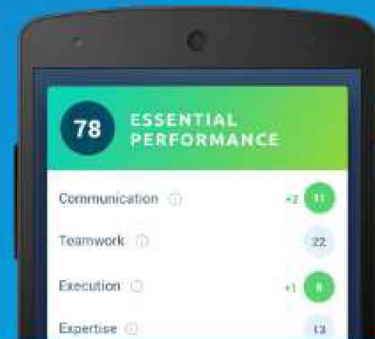 78 ESSENTIAL
PERFORMANCE
Communication +2 11
Teamwork 22
Execution +1 8
Expertise 13